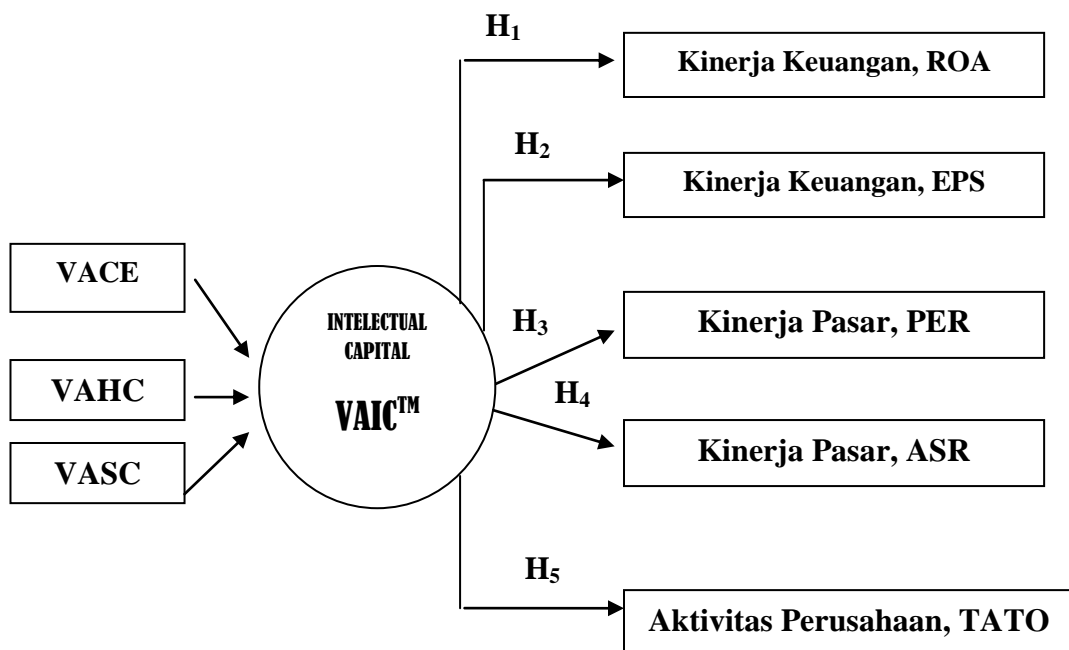 H₁
Kinerja Keuangan, ROA
H₂
Kinerja Keuangan, EPS
VACE
INTELECTUAL
CAPITAL
VAIC™
H₃
Kinerja Pasar, PER
VAHC
H₄
VASC
Kinerja Pasar, ASR
H₅
Aktivitas Perusahaan, TATO